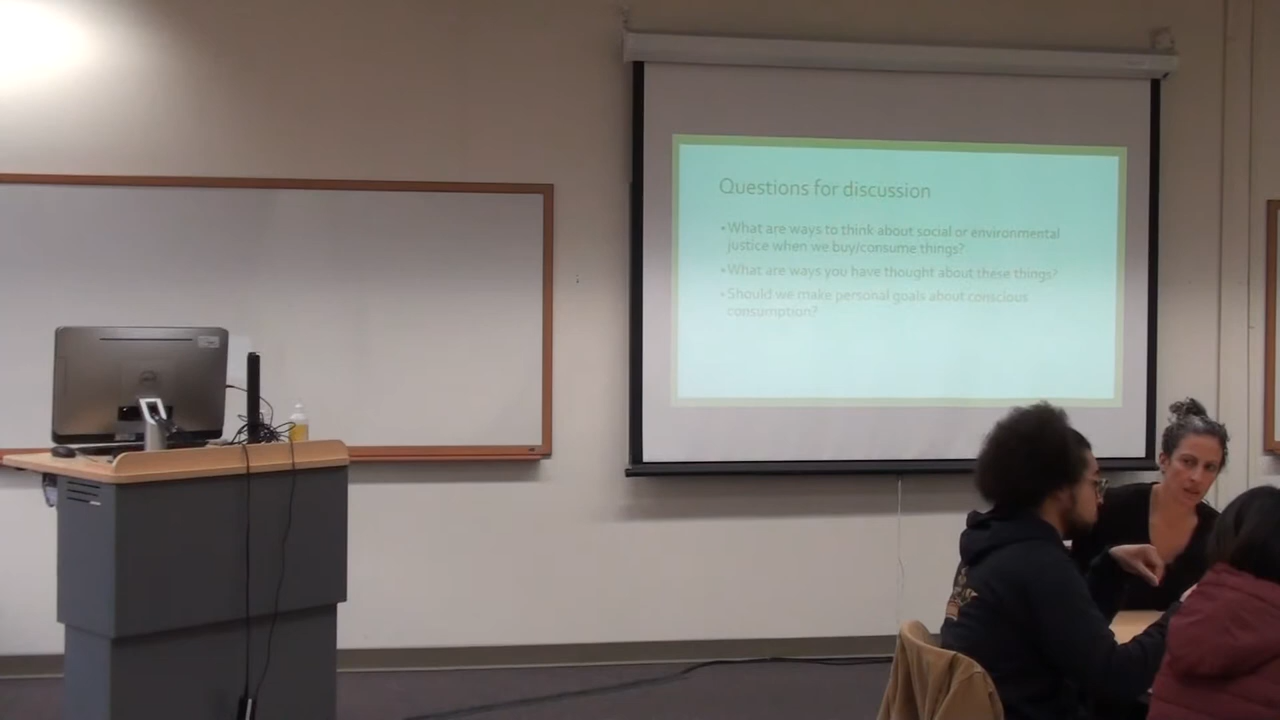 Questions for discussion
•What are ways to think about social or environmental
justice when we buy/consume things?
•What are ways you have thought about these things?
•Should we make personal goals about conscious
consumption?